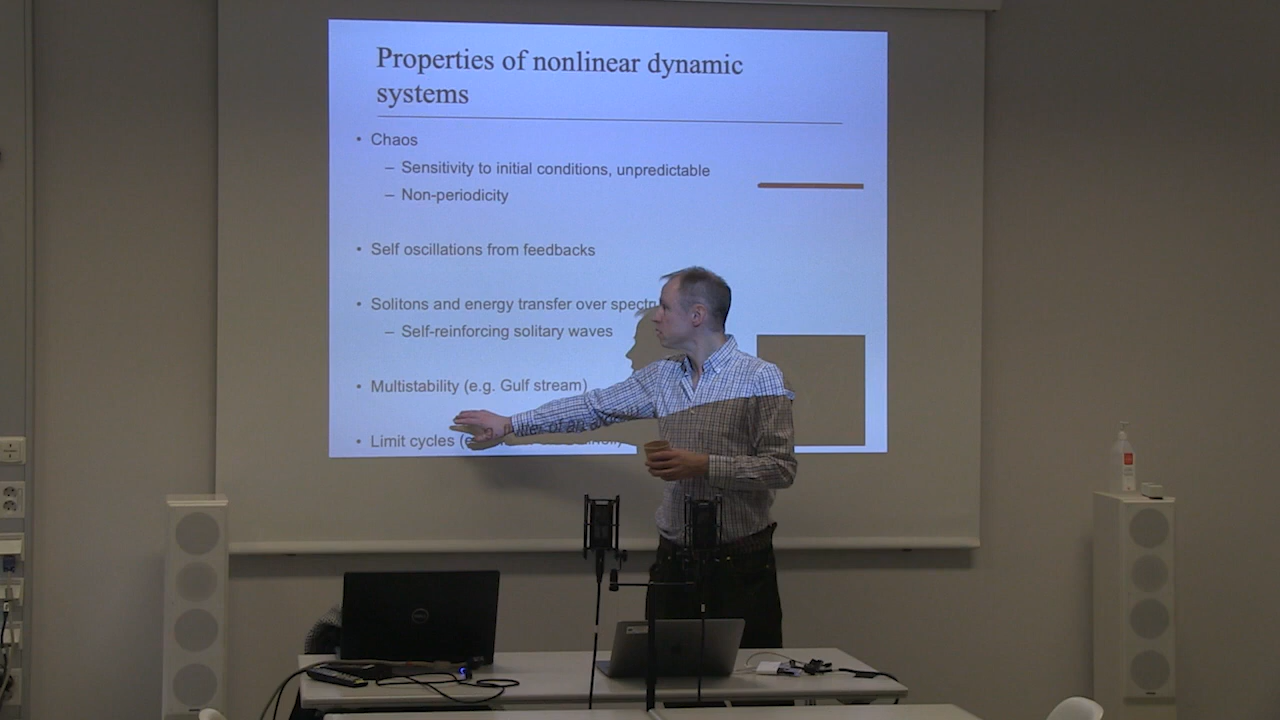 Properties of nonlinear dynamic
systems
• Chaos
– Sensitivity to initial conditions, unpredictable
– Non-periodicity
• Self oscillations from feedbacks
• Solitons and energy transfer over
– Self-reinforcing solitary waves
• Multistability (e.g. Gulf stream)
• Limit cycles
DELL